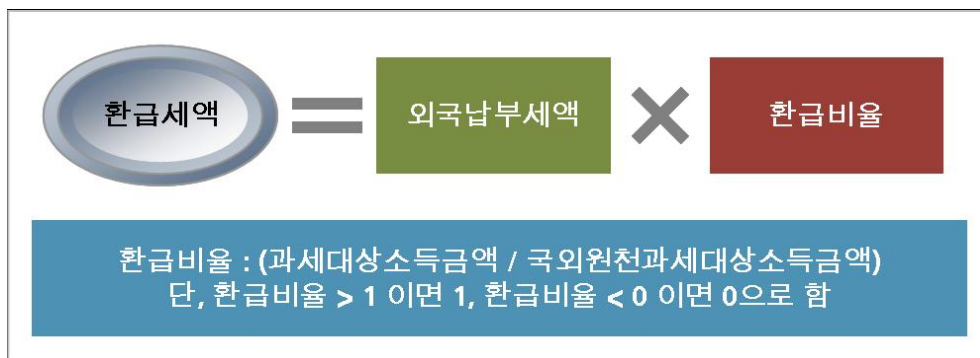 환급세액 = 외국납부세액 × 환급비율
환급비율 : (과세대상소득금액 / 국외원천과세대상소득금액)
단, 환급비율 > 1 이면 1, 환급비율 < 0 이면 0으로 함